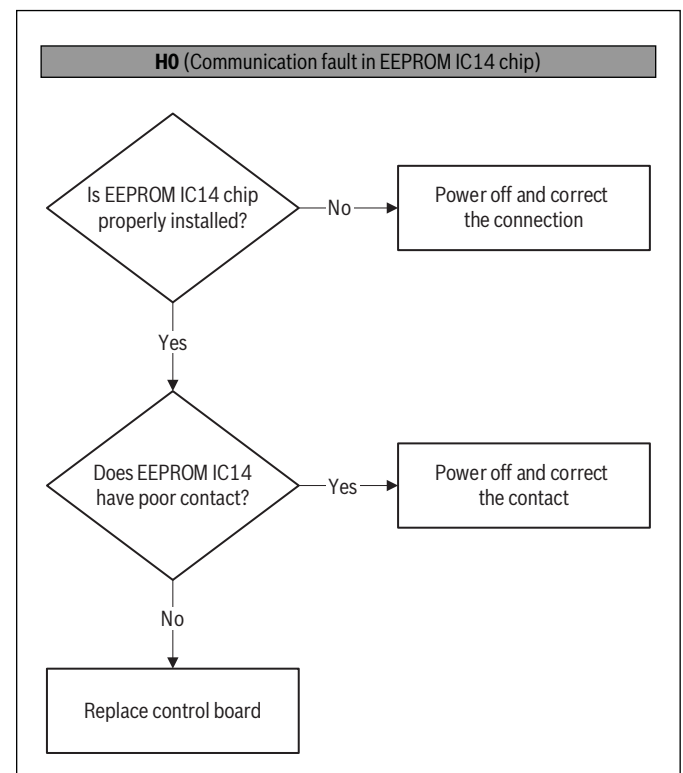 H0 (Communication fault in EEPROM IC14 chip)
Is EEPROM IC14 chip
properly installed?
No
Power off and correct
the connection
Yes
Does EEPROM IC14
have poor contact?
Yes
Power off and correct
the contact
No
Replace control board